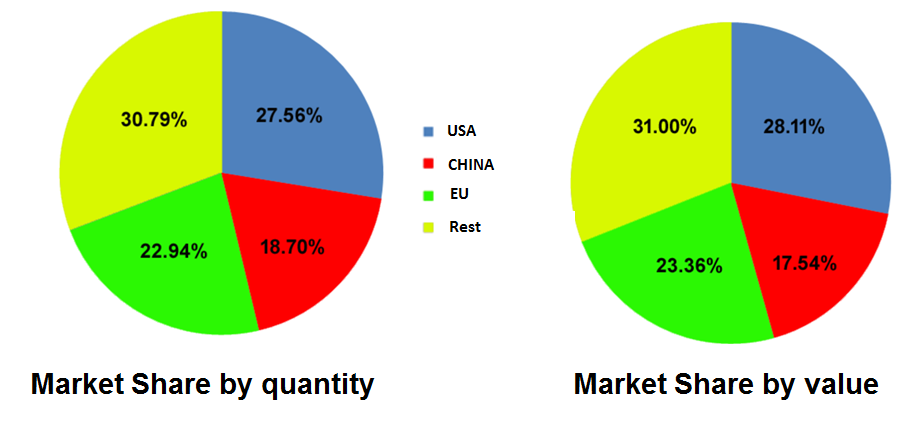 30.79%
27.56%
22.94%
18.70%
USA
CHINA
EU
Rest
31.00%
28.11%
23.36%
17.54%
Market Share by quantity
Market Share by value